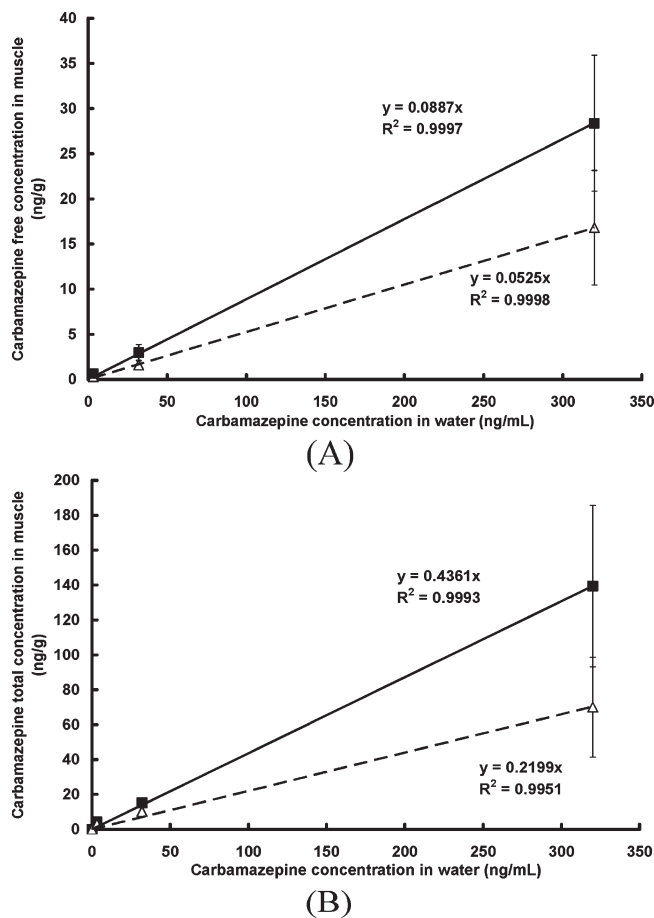 Carbamazepine free concentration in muscle
(ng/g)
40
35
30
25
20
15
10
5
0
y = 0.0887x
R² = 0.9997
y = 0.0525x
R² = 0.9998
0 50 100 150 200 250 300 350
Carbamazepine concentration in water (ng/mL)
(A)
Carbamazepine total concentration in muscle
(ng/g)
200
180
160
140
120
100
80
60
40
20
0
y = 0.4361x
R² = 0.9993
y = 0.2199x
R² = 0.9951
0 50 100 150 200 250 300 350
Carbamazepine concentration in water (ng/mL)
(B)